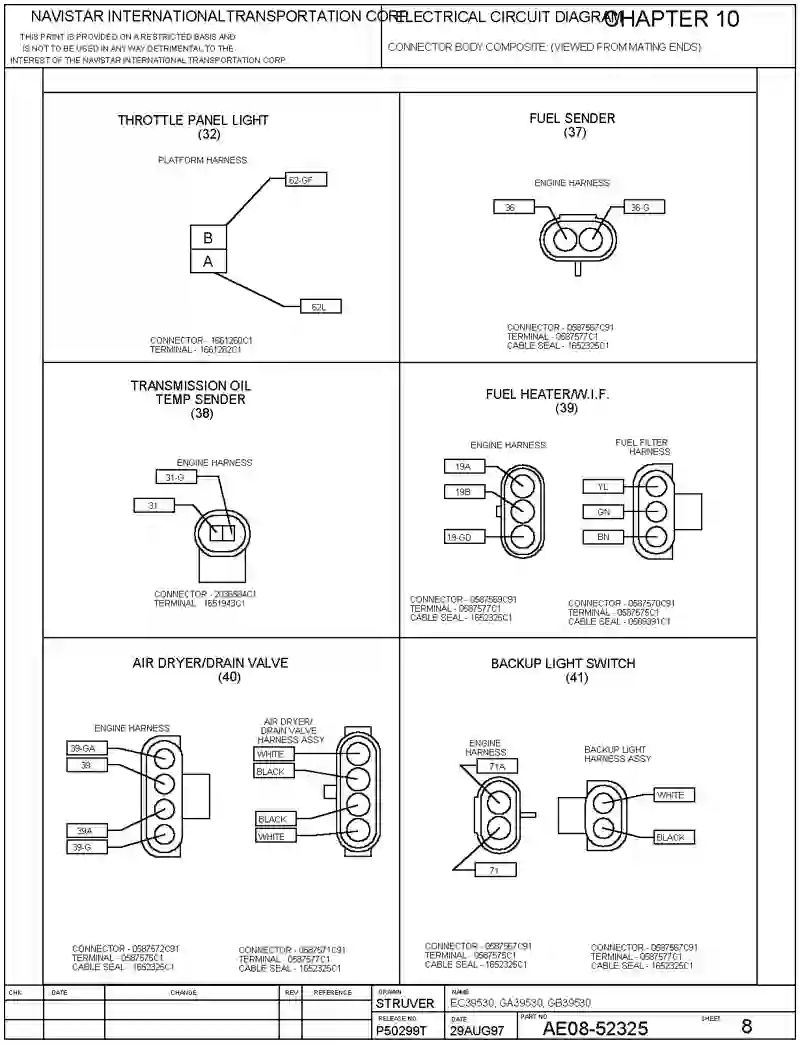 NAVISTAR INTERNATIONAL TRANSPORTATION CORP.
THIS PRINT IS PROVIDED ON A RESTRICTED BASIS AND
IS NOT TO BE USED IN ANY WAY DETRIMENTAL TO THE
INTEREST OF THE NAVISTAR INTERNATIONAL TRANSPORTATION CORP.
ELECTRICAL CIRCUIT DIAGRAM
CHAPTER 10
CONNECTOR BODY COMPOSITE: (VIEWED FROM MATING ENDS)
THROTTLE PANEL LIGHT
(32)
PLATFORM HARNESS
B
A
62L
CONNECTOR - 1661260C1
TERMINAL - 1661282C1
FUEL SENDER
(37)
ENGINE HARNESS
36
36-G
CONNECTOR - 0587567C91
TERMINAL - 0587577C1
CABLE SEAL - 1652325C1
TRANSMISSION OIL
TEMP SENDER
(38)
ENGINE HARNESS
31-G
31
CONNECTOR - 2036584C1
TERMINAL 1651943C1
FUEL HEATER/W.I.F.
(39)
ENGINE HARNESS
19A
19B
19-GD
FUEL FILTER
HARNESS
YL
GN
BN
CONNECTOR - 0587569C91
TERMINAL - 0587577C1
CABLE SEAL - 1652325C1
CONNECTOR - 0587570C91
TERMINAL - 0587575C1
CABLE SEAL - 0589391C1
AIR DRYER/DRAIN VALVE
(40)
ENGINE HARNESS
39-GA
39
39A
39-G
AIR DRYER/
DRAIN VALVE
HARNESS ASSY
WHITE
BLACK
BLACK
WHITE
CONNECTOR - 0587572C91
TERMINAL - 0587575C1
CABLE SEAL - 1652325C1
CONNECTOR - 0587571C91
TERMINAL - 0587577C1
CABLE SEAL - 1652325C1
BACKUP LIGHT SWITCH
(41)
ENGINE
HARNESS
71A
71
BACKUP LIGHT
HARNESS ASSY
WHITE
BLACK
CONNECTOR - 0587567C91
TERMINAL - 0587575C1
CABLE SEAL - 1652325C1
CONNECTOR - 0587567C91
TERMINAL - 0587577C1
CABLE SEAL - 1652325C1
CHK
DATE
CHANGE
REV
REFERENCE
DRAWN
STRUVER
NAME
EC39530, GA39530, GB39530
RELEASE NO.
P50299T
DATE
29AUG97
PART NO.
AE08-52325
SHEET
8